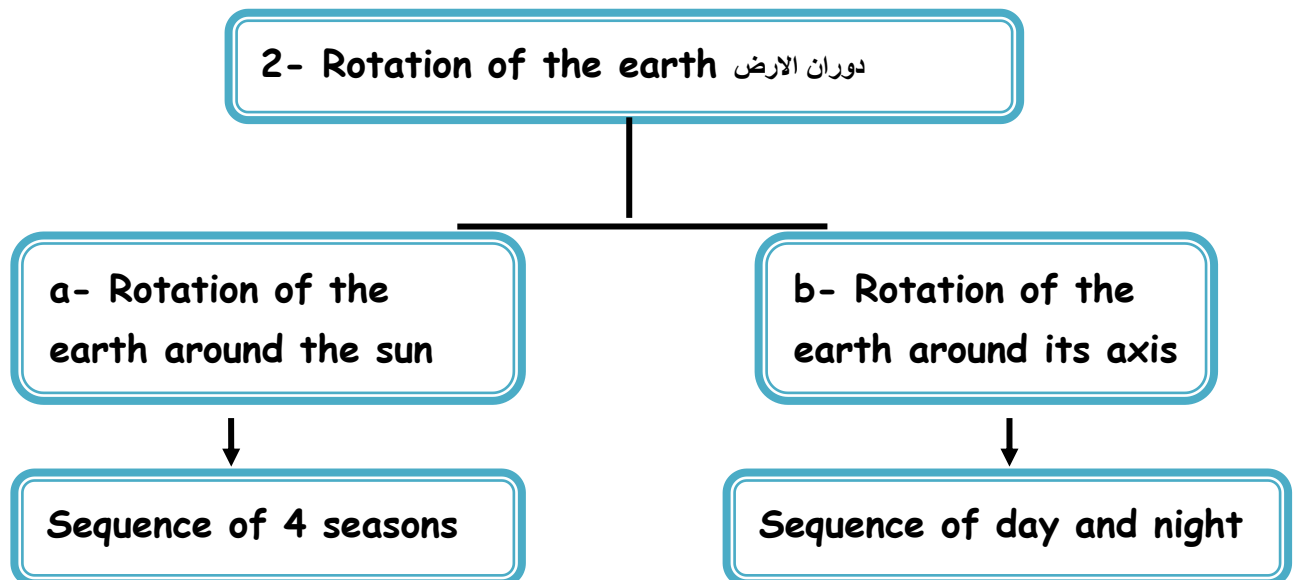 2- Rotation of the earth دوران الارض
a- Rotation of the
earth around the sun
b- Rotation of the
earth around its axis
Sequence of 4 seasons
Sequence of day and night